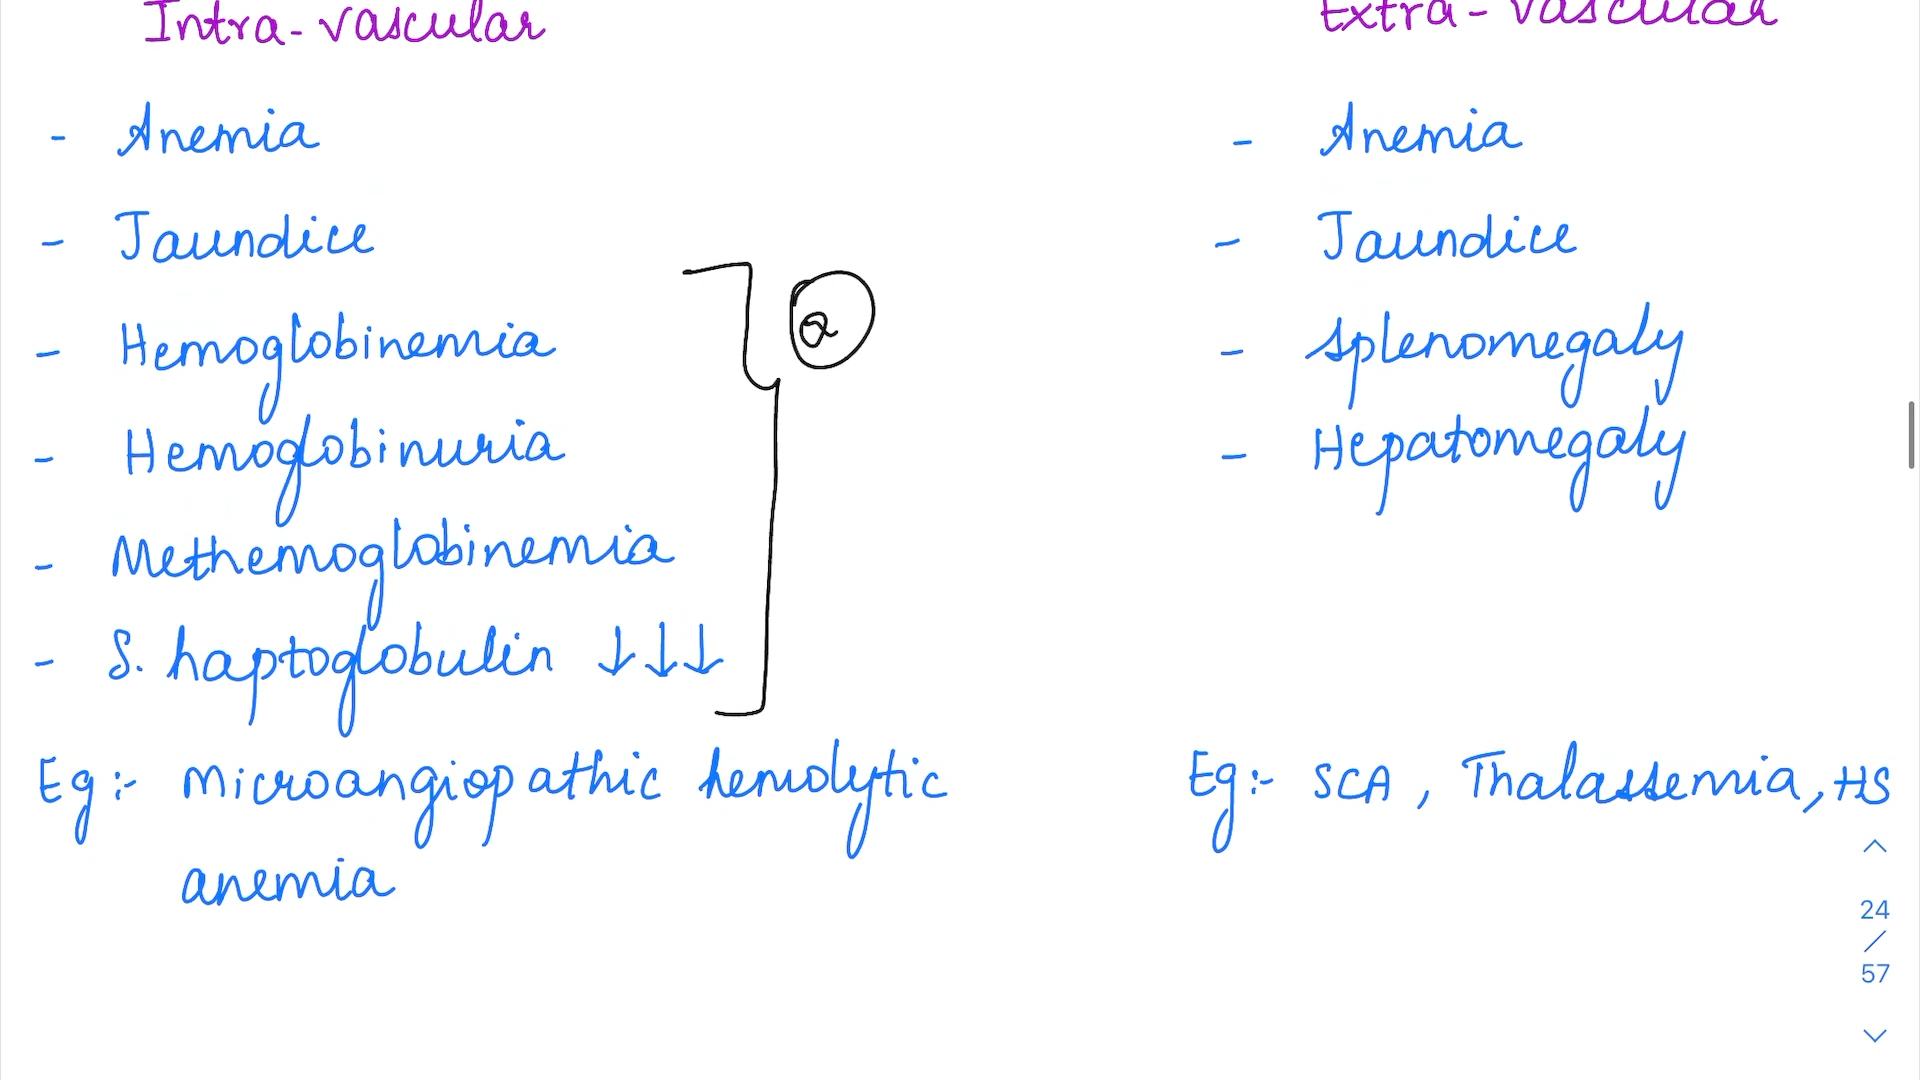 Intra-vascular
- Anemia
- Jaundice
- Hemoglobinemia
- Hemoglobinuria
- Methemoglobinemia
- S. haptoglobulin ↓↓↓
Eg:- Microangiopathic hemolytic
anemia
Extra-vascular
- Anemia
- Jaundice
- Splenomegaly
- Hepatomegaly
Eg:- SCA, Thalassemia, HS
24
/
57